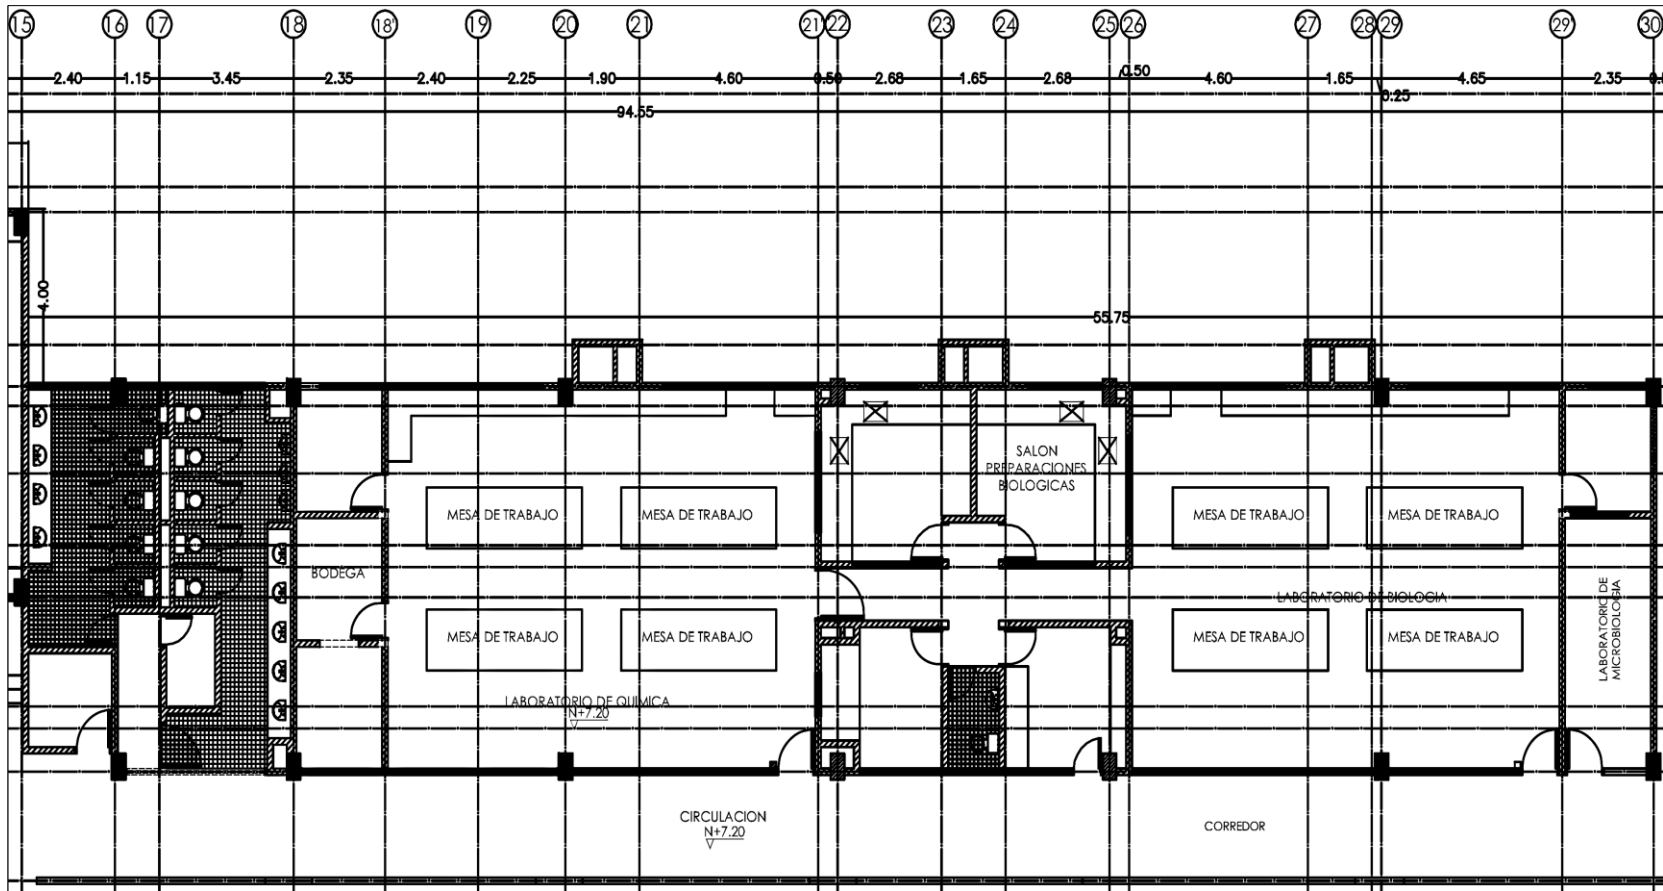 15 16 17 18 18' 19 20 21 21' 22 23 24 25 26 27 28 29 29' 30
2.40 1.15 3.45 2.35 2.40 2.25 1.90 4.60 0.50 2.68 1.65 2.68 0.50 4.60 1.65 4.65 2.35
0.25
94.55
4.00
55.75
SALON
PREPARACIONES
BIOLOGICAS
MESA DE TRABAJO
MESA DE TRABAJO
MESA DE TRABAJO
MESA DE TRABAJO
BODEGA
LABORATORIO DE BIOLOGIA
LABORATORIO DE
MICROBIOLOGIA
MESA DE TRABAJO
MESA DE TRABAJO
MESA DE TRABAJO
MESA DE TRABAJO
LABORATORIO DE QUIMICA
N+7.20
CIRCULACION
N+7.20
CORREDOR